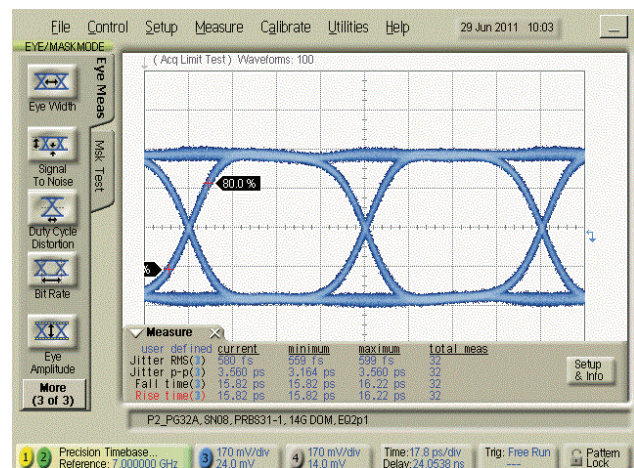 File Control Setup Measure Calibrate Utilities Help 29 Jun 2011 10:03
EYE/MASK MODE
Eye Meas
Msk Test
Eye Width
Signal
To Noise
Duty Cycle
Distortion
Bit Rate
Eye
Amplitude
More
(3 of 3)
( Acq Limit Test ) Waveforms: 100
80.0 %
%
Measure
user defined current minimum maximum total meas
Jitter RMS(3) 580 fs 559 fs 599 fs 32
Jitter p-p(3) 3.560 ps 3.164 ps 3.560 ps 32
Fall time(3) 15.82 ps 15.82 ps 16.22 ps 32
Rise time(3) 15.82 ps 15.82 ps 16.22 ps 32
Setup
& Info
P2_PG32A, SN08, PRBS31-1, 14G DOM, EQ2p1
1 2 Precision Timebase...
Reference: 7.000000 GHz
3 170 mV/div
24.0 mV
4 170 mV/div
14.0 mV
Time:17.8 ps/div
Delay:24.0538 ns
Trig: Free Run
---
Pattern
Lock